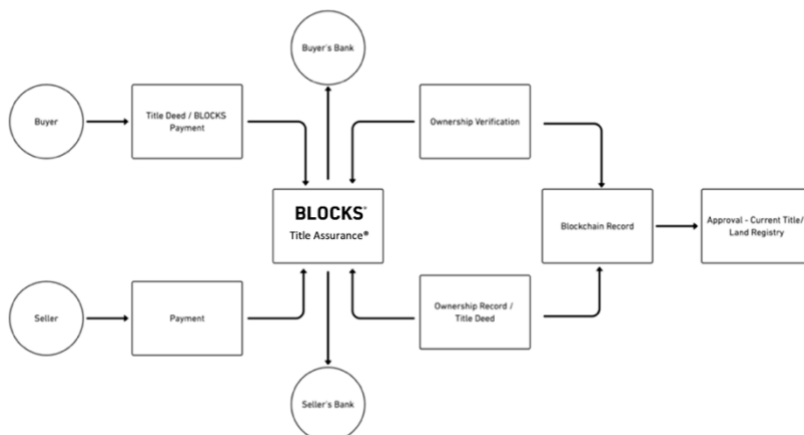 Buyer's Bank
Buyer
Title Deed / BLOCKS
Payment
Ownership Verification
BLOCKS®
Title Assurance®
Blockchain Record
Approval - Current Title/
Land Registry
Seller
Payment
Ownership Record /
Title Deed
Seller's Bank